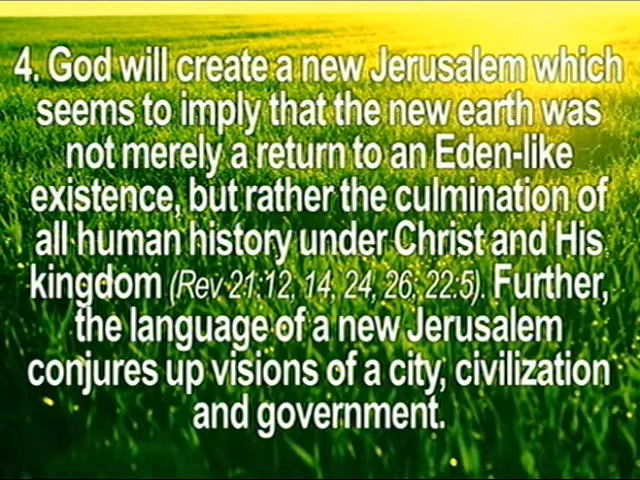 4. God will create a new Jerusalem which
seems to imply that the new earth was
not merely a return to an Eden-like
existence, but rather the culmination of
all human history under Christ and His
kingdom (Rev 21:12, 14, 24, 26; 22:5). Further,
the language of a new Jerusalem
conjures up visions of a city, civilization
and government.